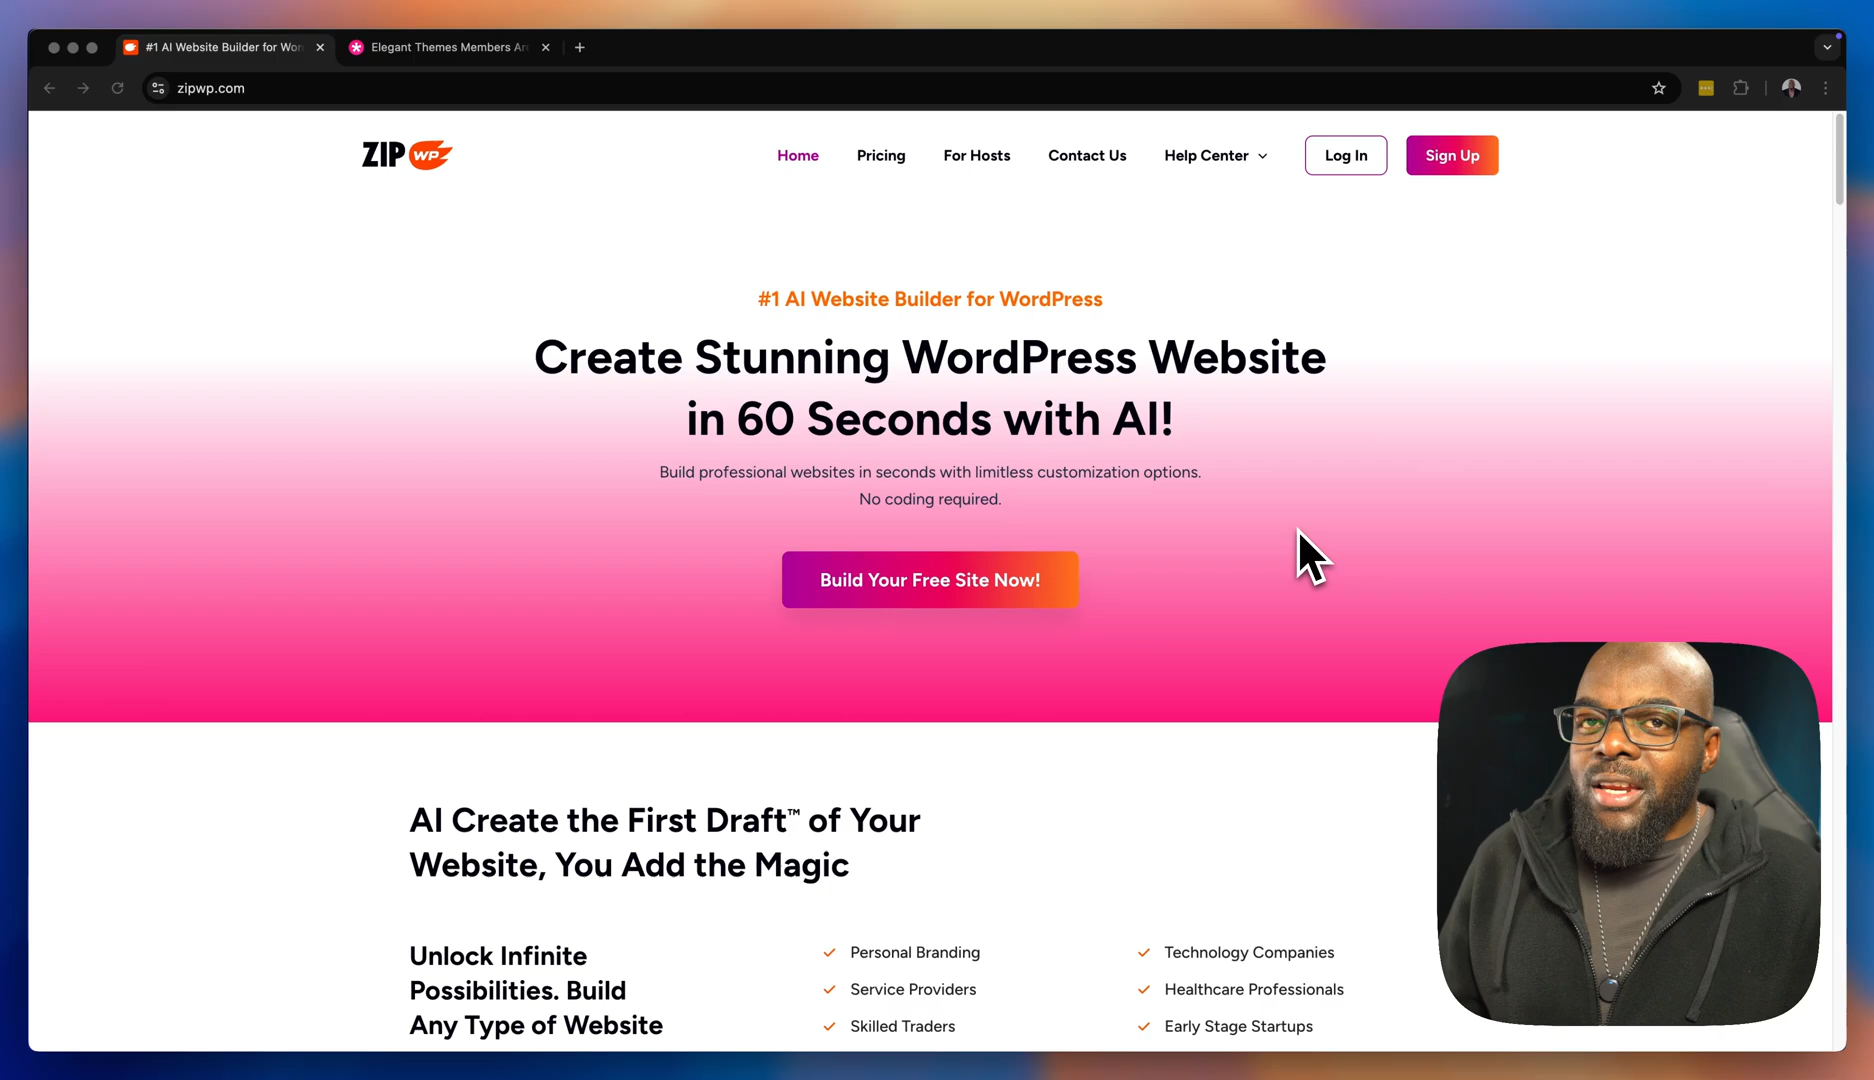 #1 AI Website Builder for Wor
Elegant Themes Members Ar
zipwp.com
ZIP WP
Home
Pricing
For Hosts
Contact Us
Help Center
Log In
Sign Up
#1 AI Website Builder for WordPress
Create Stunning WordPress Website
in 60 Seconds with AI!
Build professional websites in seconds with limitless customization options.
No coding required.
Build Your Free Site Now!
AI Create the First Draft™ of Your
Website, You Add the Magic
Unlock Infinite
Possibilities. Build
Any Type of Website
Personal Branding
Service Providers
Skilled Traders
Technology Companies
Healthcare Professionals
Early Stage Startups